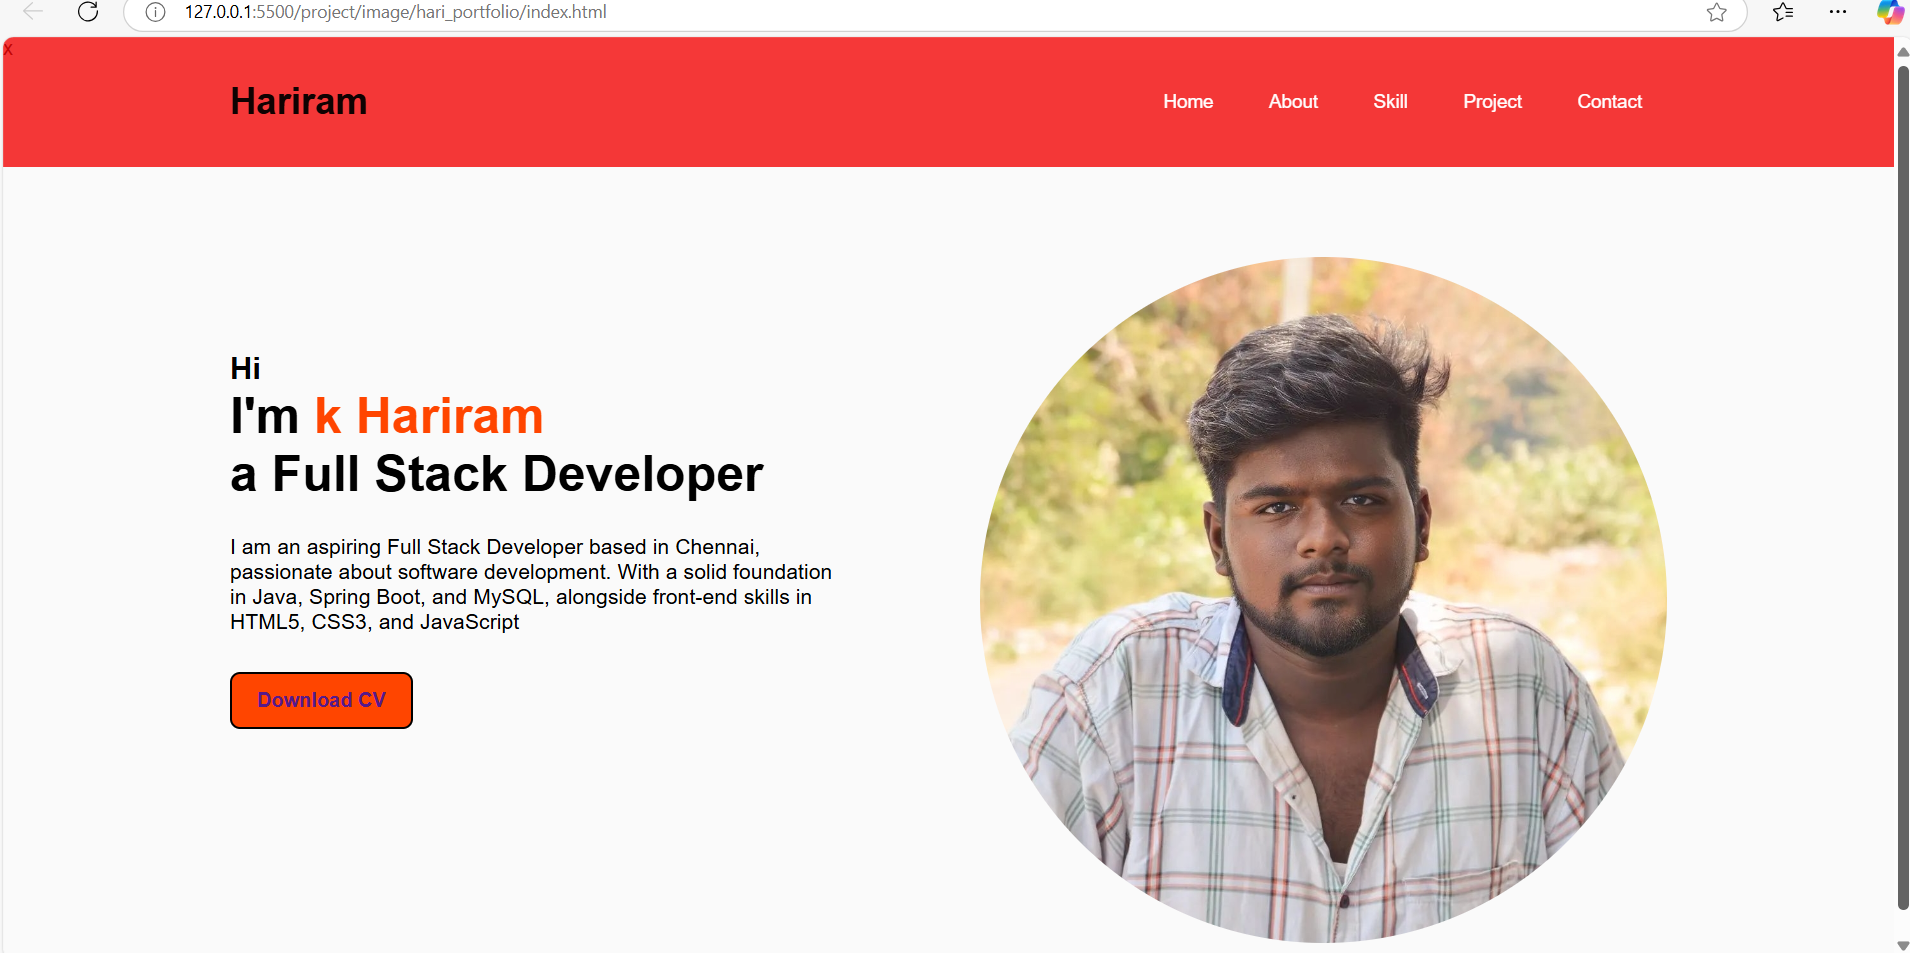 127.0.0.1:5500/project/image/hari_portfolio/index.html
x
Hariram
Home About Skill Project Contact
Hi
I'm k Hariram
a Full Stack Developer
I am an aspiring Full Stack Developer based in Chennai,
passionate about software development. With a solid foundation
in Java, Spring Boot, and MySQL, alongside front-end skills in
HTML5, CSS3, and JavaScript
Download CV